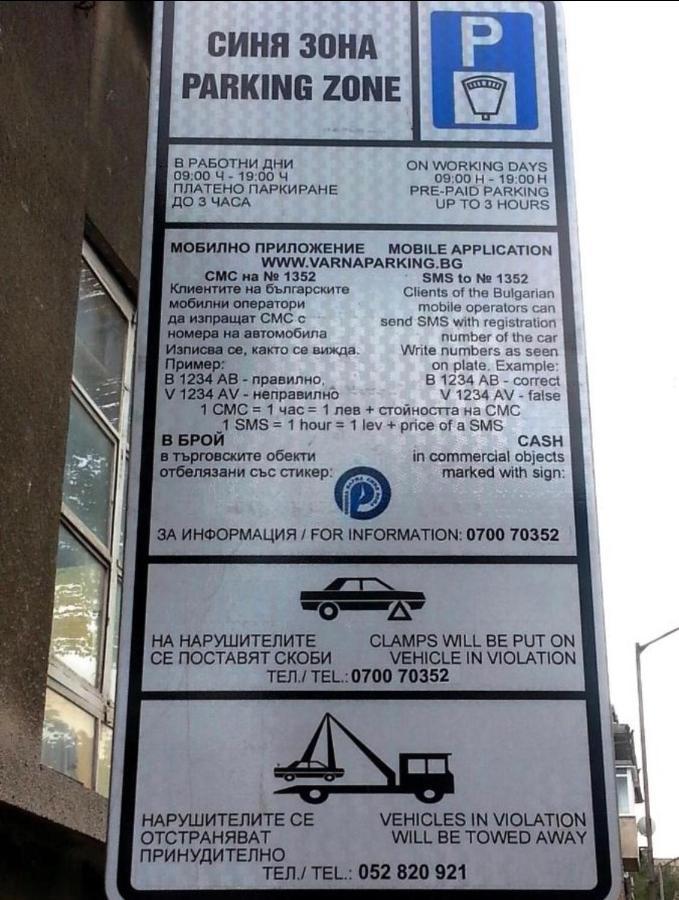 СИНЯ ЗОНА
PARKING ZONE
P
В РАБОТНИ ДНИ
09:00 Ч - 19:00 Ч
ПЛАТЕНО ПАРКИРАНЕ
ДО 3 ЧАСА
ON WORKING DAYS
09:00 H - 19:00 H
PRE-PAID PARKING
UP TO 3 HOURS
МОБИЛНО ПРИЛОЖЕНИЕ MOBILE APPLICATION
WWW.VARNAPARKING.BG
СМС на № 1352
Клиентите на българските
мобилни оператори
да изпращат СМС с
номера на автомобила
Изписва се, както се вижда.
Пример:
В 1234 АВ - правилно,
V 1234 AV - неправилно
SMS to № 1352
Clients of the Bulgarian
mobile operators can
send SMS with registration
number of the car
Write numbers as seen
on plate. Example:
B 1234 AB - correct
V 1234 AV - false
1 СМС = 1 час = 1 лев + стойността на СМС
1 SMS = 1 hour = 1 lev + price of a SMS
В БРОЙ
в търговските обекти
отбелязани със стикер:
CASH
in commercial objects
marked with sign:
ЗА ИНФОРМАЦИЯ / FOR INFORMATION: 0700 70352
НА НАРУШИТЕЛИТЕ
СЕ ПОСТАВЯТ СКОБИ
CLAMPS WILL BE PUT ON
VEHICLE IN VIOLATION
ТЕЛ./ TEL.: 0700 70352
НАРУШИТЕЛИТЕ СЕ
ОТСТРАНЯВАТ
ПРИНУДИТЕЛНО
VEHICLES IN VIOLATION
WILL BE TOWED AWAY
ТЕЛ./ TEL.: 052 820 921